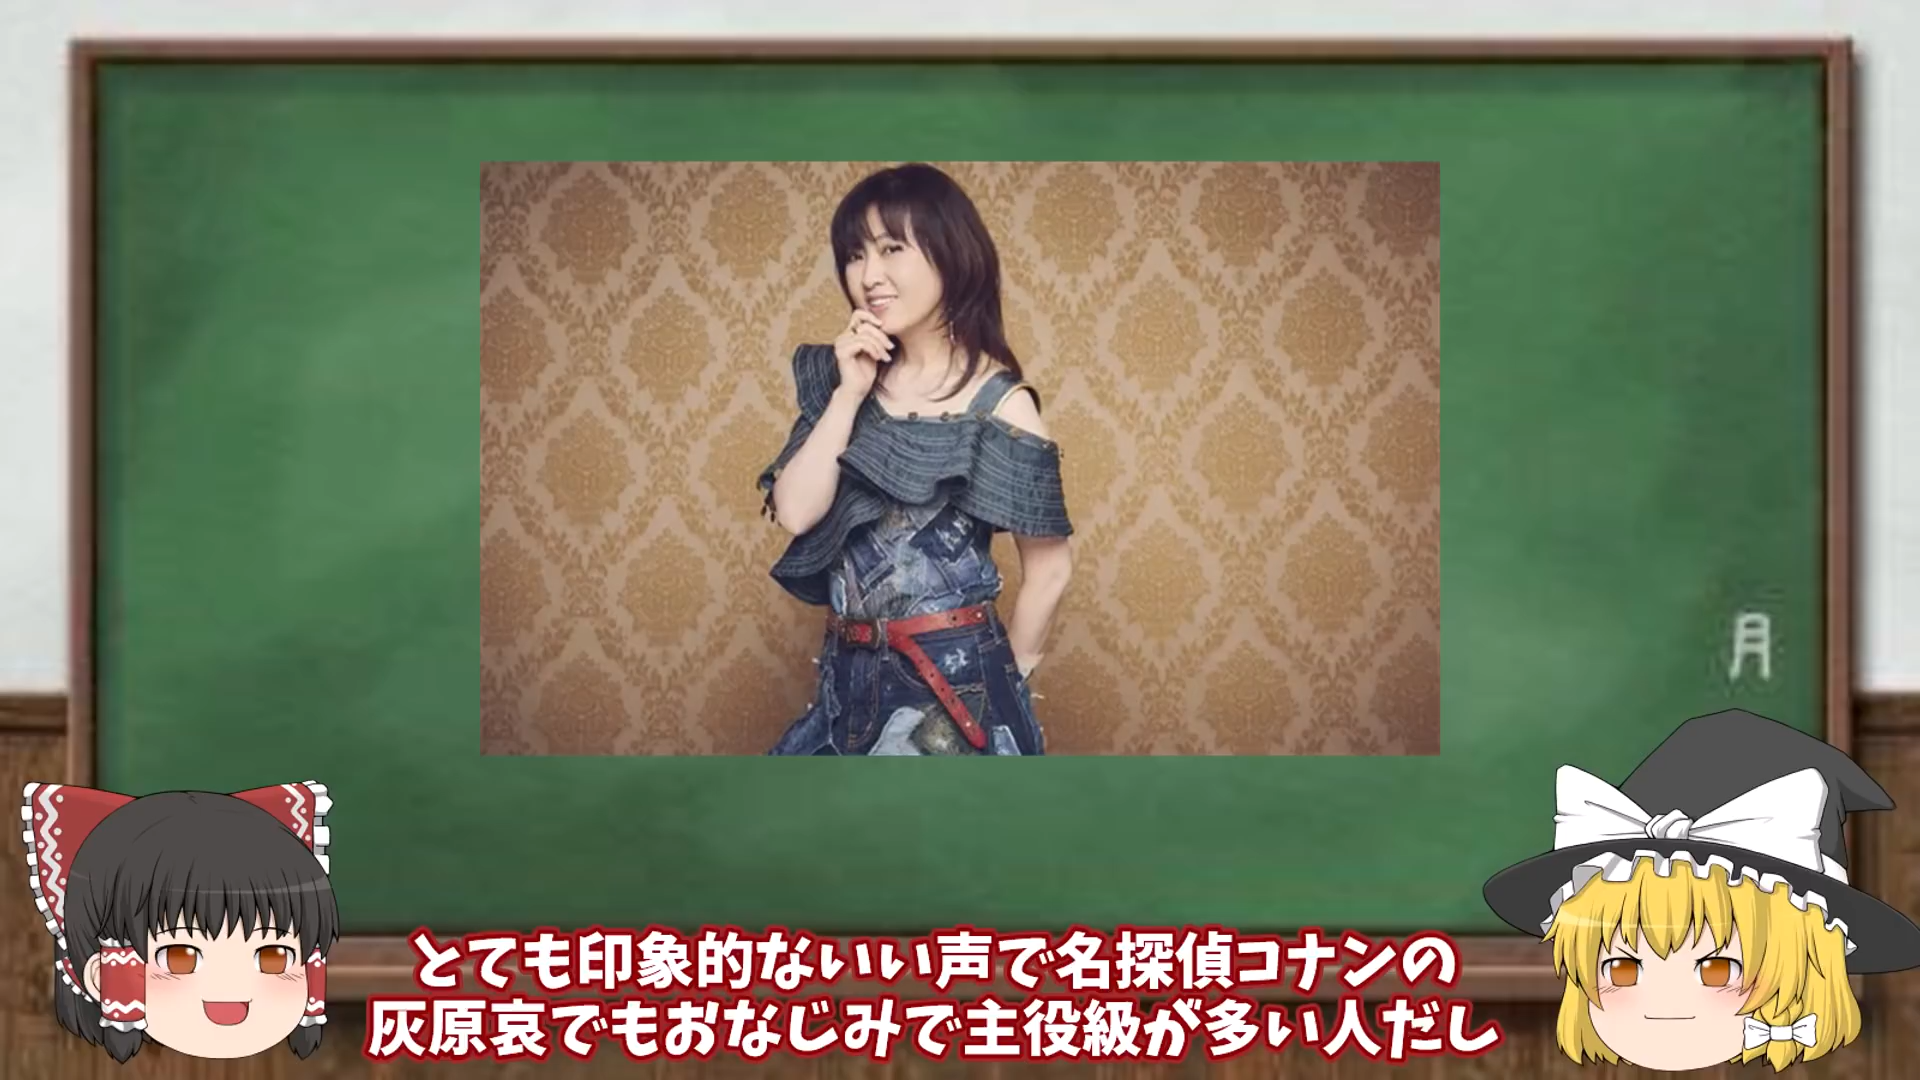 月
とても印象的ないい声で名探偵コナンの
灰原哀でもおなじみで主役級が多い人だし